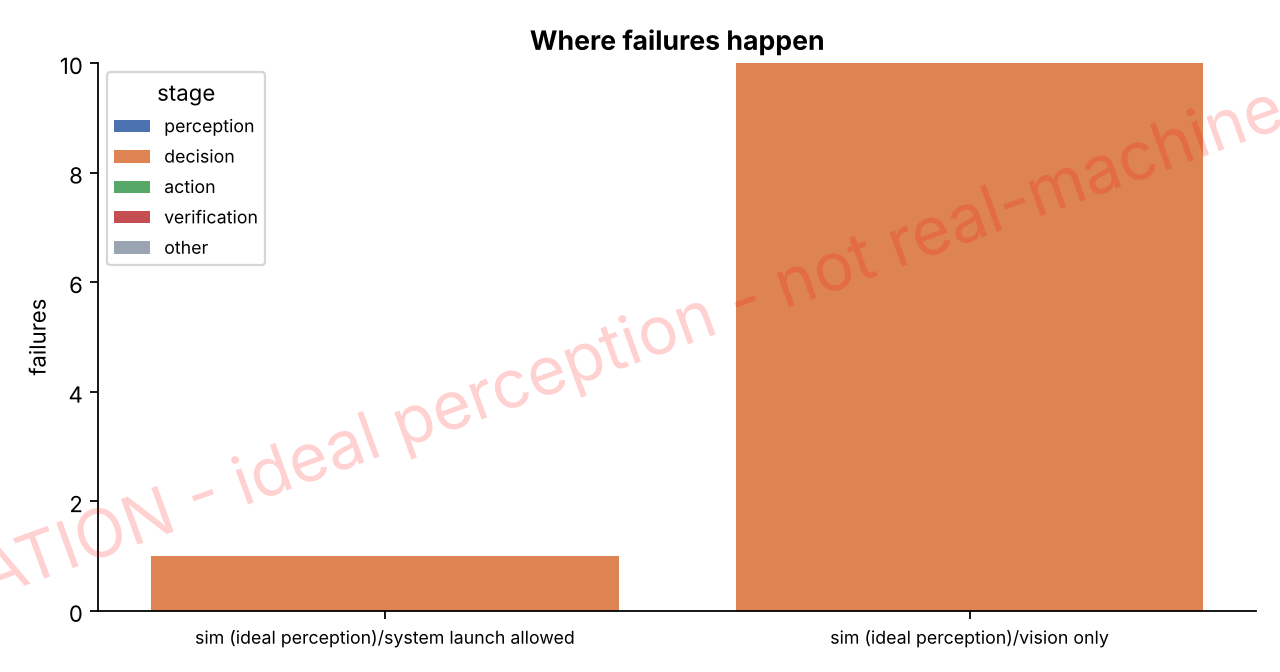 Where failures happen
10
8
6
4
2
0
failures
stage
perception
decision
action
verification
other
ATION - ideal perception - not real-machine
sim (ideal perception)/system launch allowed
sim (ideal perception)/vision only